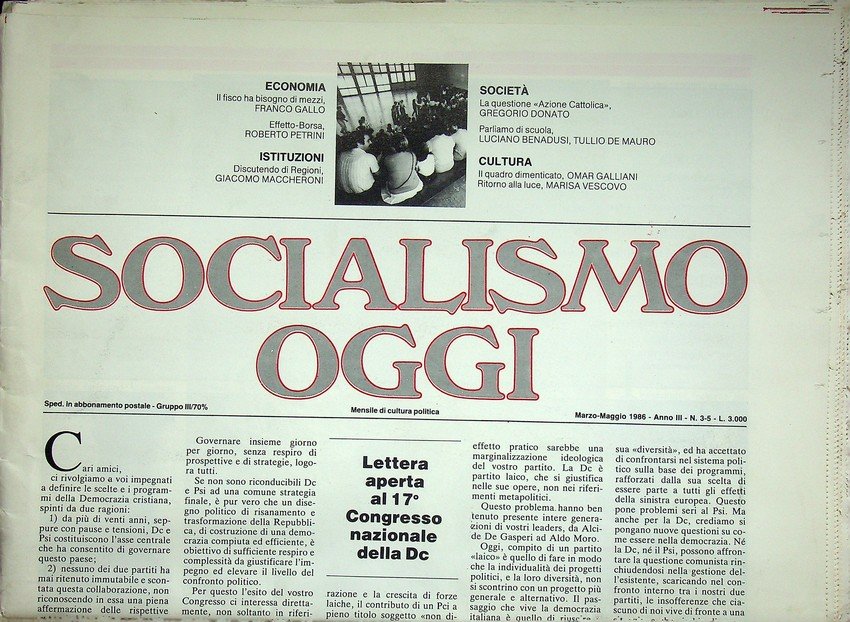 ECONOMIA
Il fisco ha bisogno di mezzi,
FRANCO GALLO
Effetto-Borsa,
ROBERTO PETRINI
ISTITUZIONI
Discutendo di Regioni,
GIACOMO MACCHERONI
SOCIETÀ
La questione «Azione Cattolica»,
GREGORIO DONATO
Parliamo di scuola,
LUCIANO BENADUSI, TULLIO DE MAURO
CULTURA
Il quadro dimenticato, OMAR GALLIANI
Ritorno alla luce, MARISA VESCOVO
SOCIALISMO
OGGI
Sped. in abbonamento postale - Gruppo III/70%
Mensile di cultura politica
Marzo-Maggio 1986 - Anno III - N. 3-5 - L. 3.000
Cari amici,
ci rivolgiamo a voi impegnati
a definire le scelte e i program-
mi della Democrazia cristiana,
spinti da due ragioni:
1) da più di venti anni, sep-
pure con pause e tensioni, Dc e
Psi costituiscono l'asse centrale
che ha consentito di governare
questo paese;
2) nessuno dei due partiti ha
mai ritenuto immutabile e scon-
tata questa collaborazione, non
riconoscendo in essa una piena
affermazione delle rispettive
Governare insieme giorno
per giorno, senza respiro di
prospettive e di strategie, logo-
ra tutti.
Se non sono riconducibili Dc
e Psi ad una comune strategia
finale, è pur vero che un dise-
gno politico di risanamento e
trasformazione della Repubbli-
ca, di costruzione di una demo-
crazia compiuta ed efficiente, è
obiettivo di sufficiente respiro e
complessità da giustificare l'im-
pegno ed elevare il livello del
confronto politico.
Per questo l'esito del vostro
Congresso ci interessa diretta-
mente, non soltanto in riferi-
Lettera
aperta
al 17°
Congresso
nazionale
della Dc
razione e la crescita di forze
laiche, il contributo di un Pci a
pieno titolo soggetto «non di-
effetto pratico sarebbe una
marginalizzazione ideologica
del vostro partito. La Dc è
partito laico, che si giustifica
nelle sue opere, non nei riferi-
menti metapolitici.
Questo problema hanno ben
tenuto presente intere genera-
zioni di vostri leaders, da Alci-
de De Gasperi ad Aldo Moro.
Oggi, compito di un partito
«laico» è quello di fare in modo
che la individualità dei progetti
politici, e la loro diversità, non
si scontrino con un progetto più
generale e alternativo. Il pas-
saggio che vive la democrazia
italiana è quello di
sua «diversità», ed ha accettato
di confrontarsi nel sistema poli-
tico sulla base dei programmi,
rafforzati dalla sua scelta di
essere parte a tutti gli effetti
della sinistra europea. Questo
pone problemi seri al Psi. Ma
anche per la Dc, crediamo si
pongano nuove questioni su co-
me essere nella democrazia. Né
la Dc, né il Psi, possono affron-
tare la questione comunista rin-
chiudendosi nella gestione del-
l'esistente, scaricando nel con-
fronto interno tra i nostri due
partiti, le insofferenze che cia-
scuno di noi vive di fronte a una